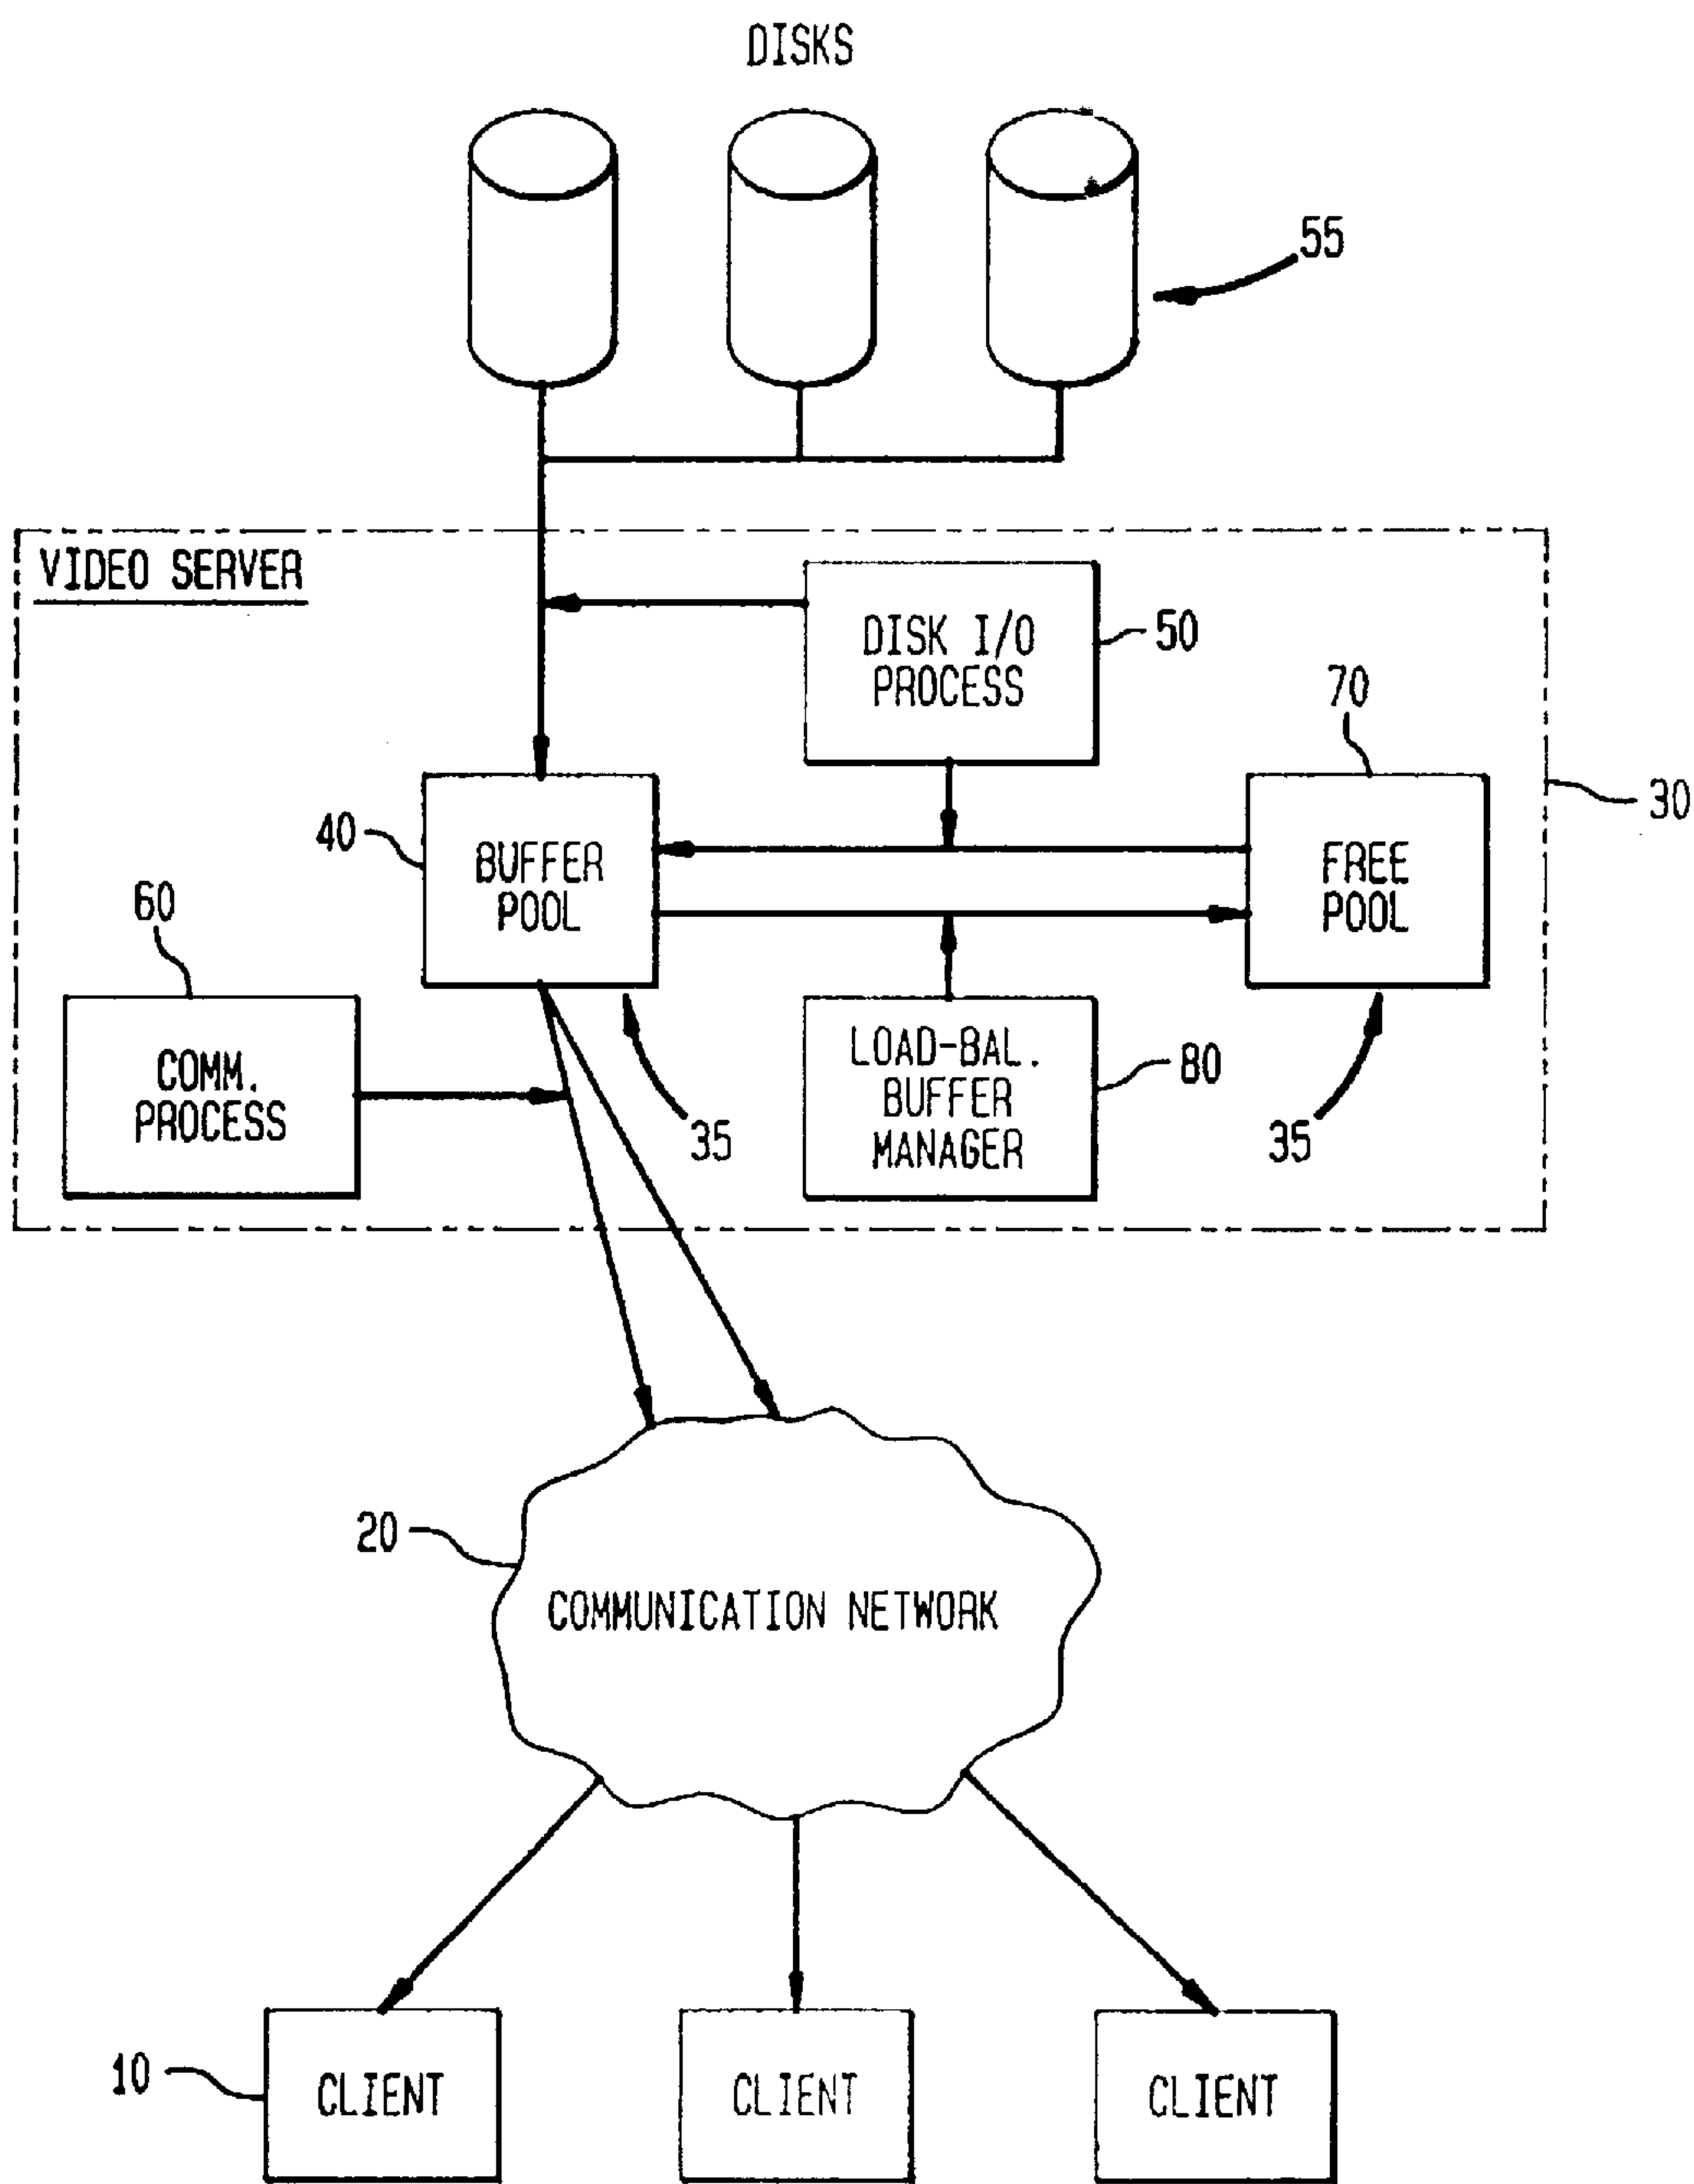 DISKS
55
VIDEO SERVER
DISK I/O
PROCESS
50
70
30
40
BUFFER
POOL
FREE
POOL
60
COMM.
PROCESS
LOAD-BAL.
BUFFER
MANAGER
80
35
35
20
COMMUNICATION NETWORK
10
CLIENT
CLIENT
CLIENT